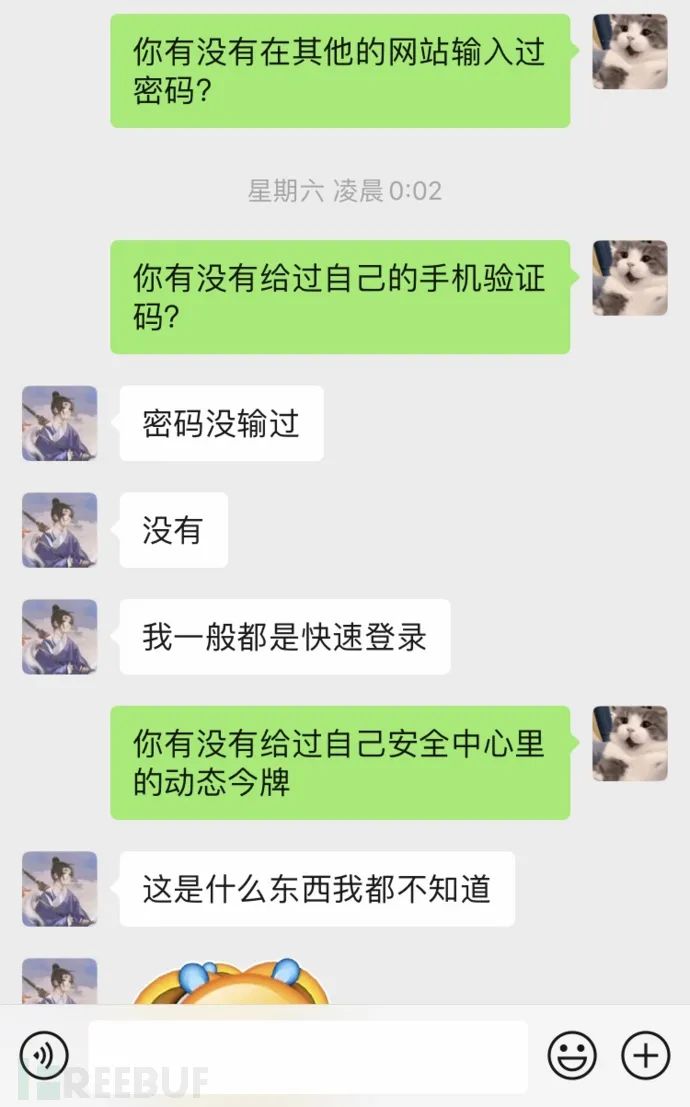 你有没有在其他的网站输入过
密码?
星期六 凌晨0:02
你有没有给过自己的手机验证
码?
密码没输过
没有
我一般都是快速登录
你有没有给过自己安全中心里
的动态令牌
这是什么东西我都不知道
FREEBUF